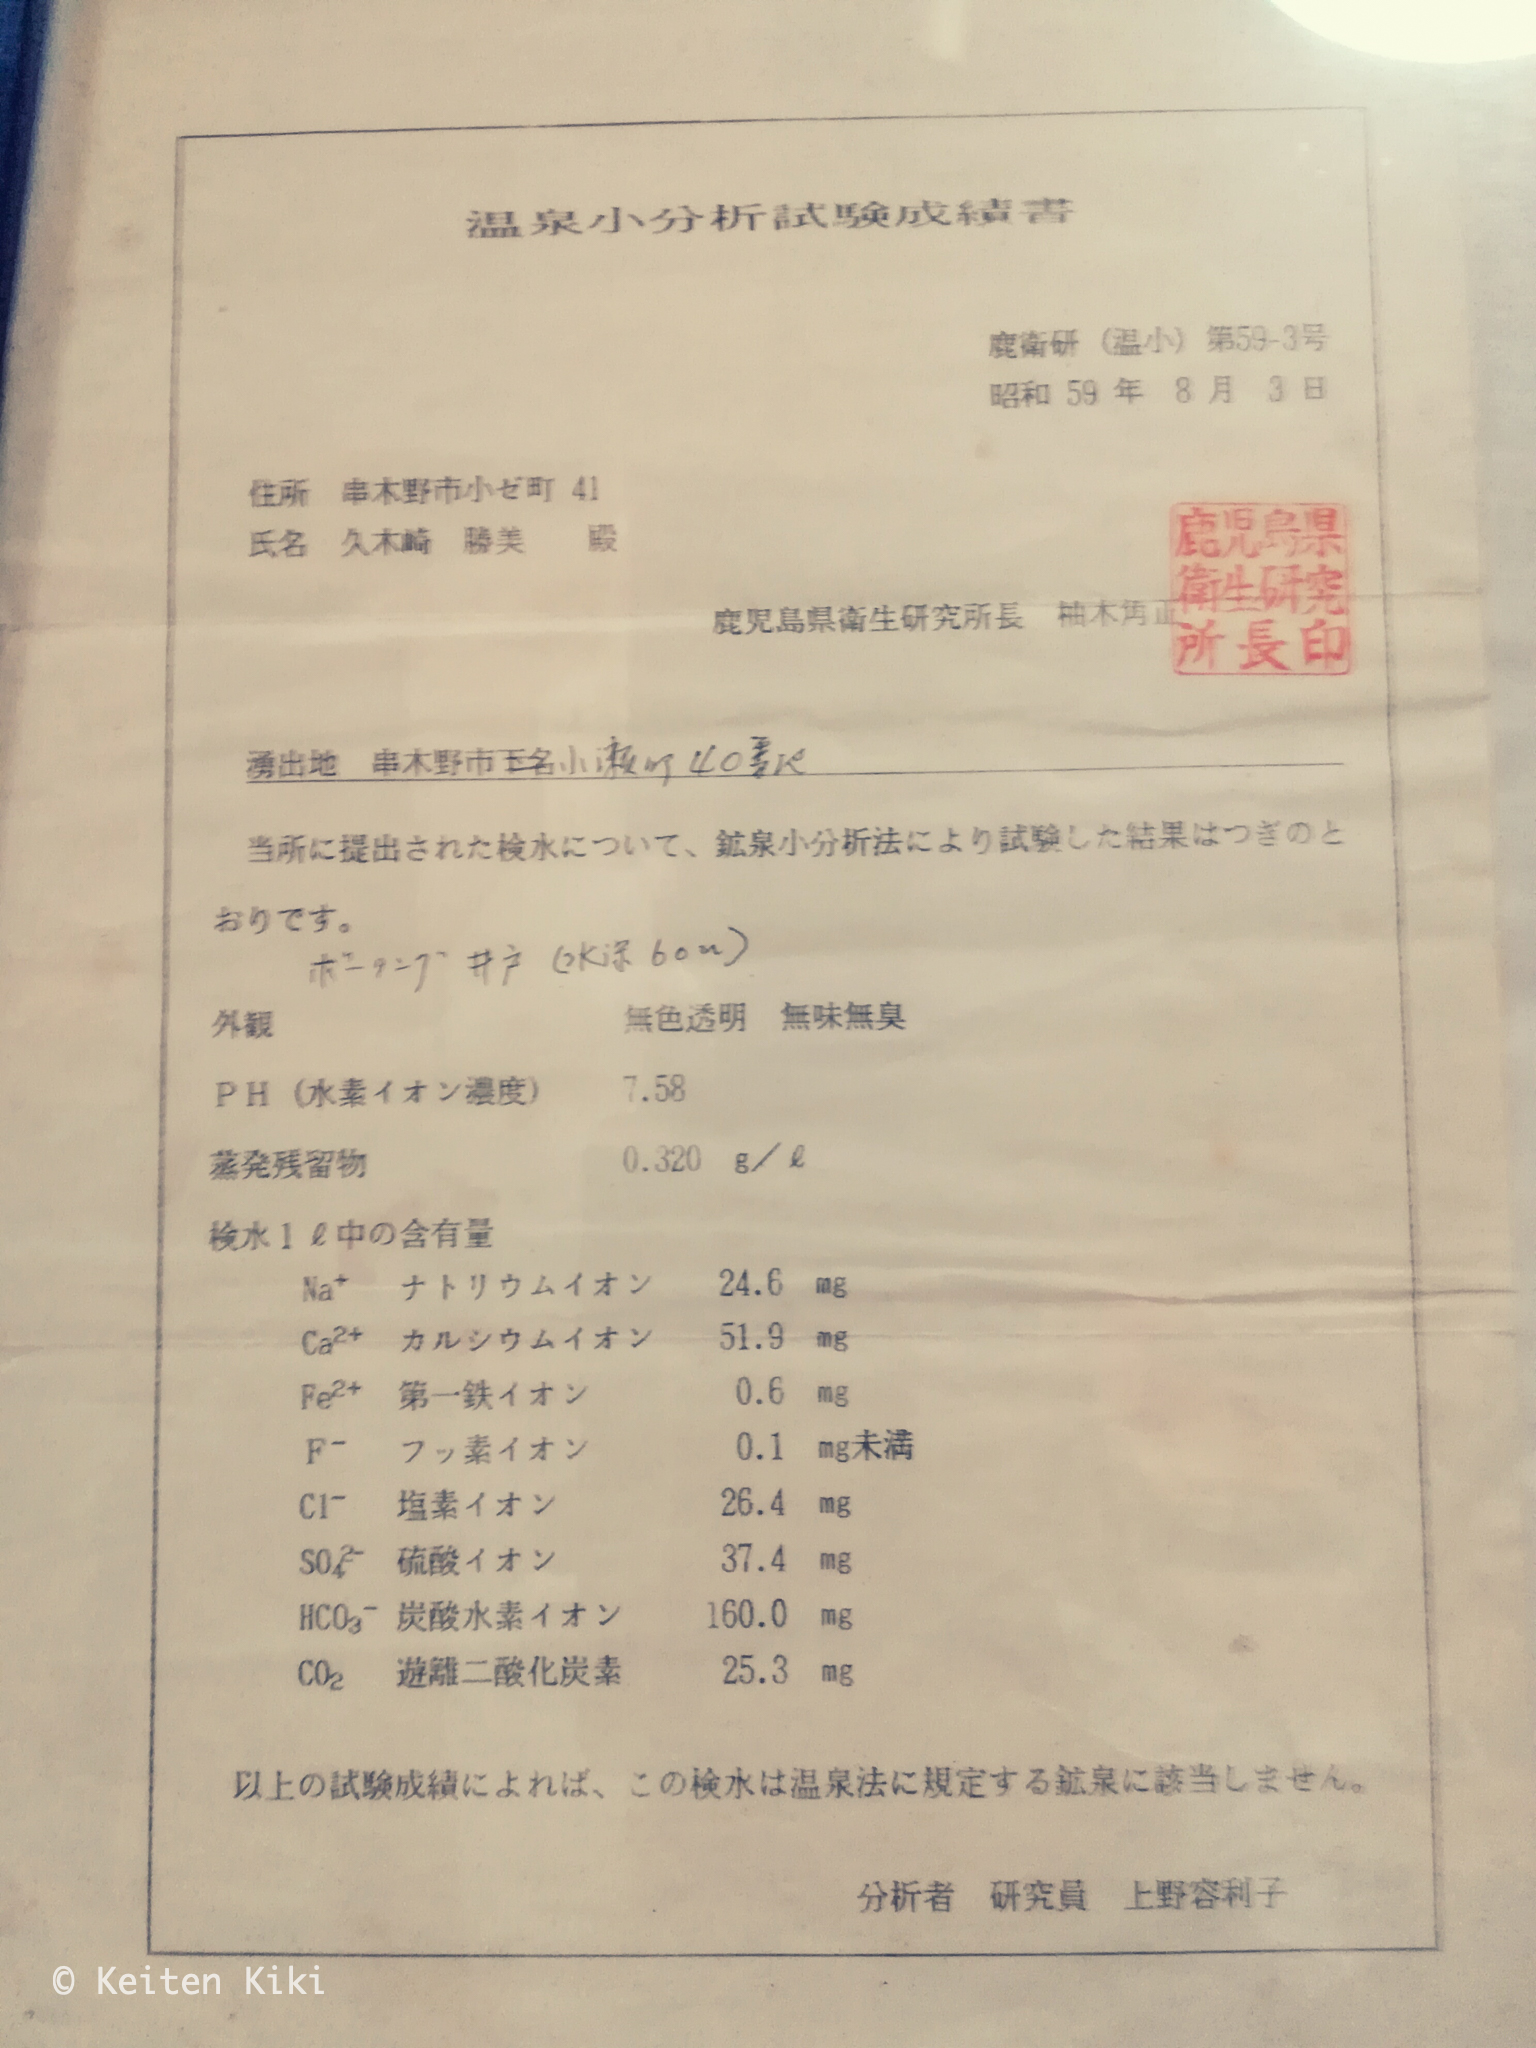 温泉小分析試験成績書
鹿衛研（温小）第59-3号
昭和 59 年 8 月 3 日
住所 串木野市小ゼ町 41
氏名 久木崎 勝美 殿
鹿児島県衛生研究所長 柚木角正
鹿児島県
衛生研究
所長印
湧出地 串木野市下名小瀬町40番地
当所に提出された検水について、鉱泉小分析法により試験した結果はつぎのと
おりです。
ボーリング井戸（水深60m）
外観 無色透明 無味無臭
PH（水素イオン濃度） 7.58
蒸発残留物 0.320 g／ℓ
検水1ℓ中の含有量
Na⁺ ナトリウムイオン 24.6 mg
Ca²⁺ カルシウムイオン 51.9 mg
Fe²⁺ 第一鉄イオン 0.6 mg
F⁻ フッ素イオン 0.1 mg未満
Cl⁻ 塩素イオン 26.4 mg
SO₄²⁻ 硫酸イオン 37.4 mg
HCO₃⁻ 炭酸水素イオン 160.0 mg
CO₂ 遊離二酸化炭素 25.3 mg
以上の試験成績によれば、この検水は温泉法に規定する鉱泉に該当しません。
分析者 研究員 上野容利子
© Keiten Kiki